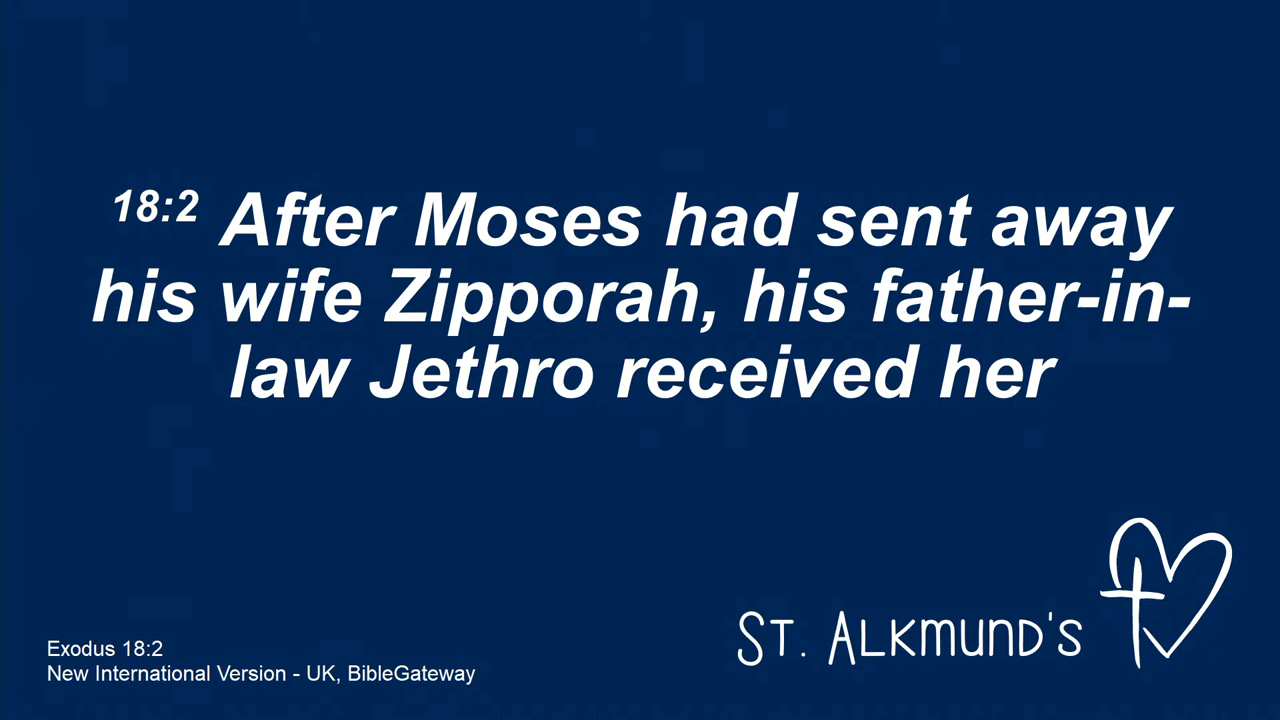 18:2 After Moses had sent away
his wife Zipporah, his father-in-
law Jethro received her
St. Alkmund's
Exodus 18:2
New International Version - UK, BibleGateway